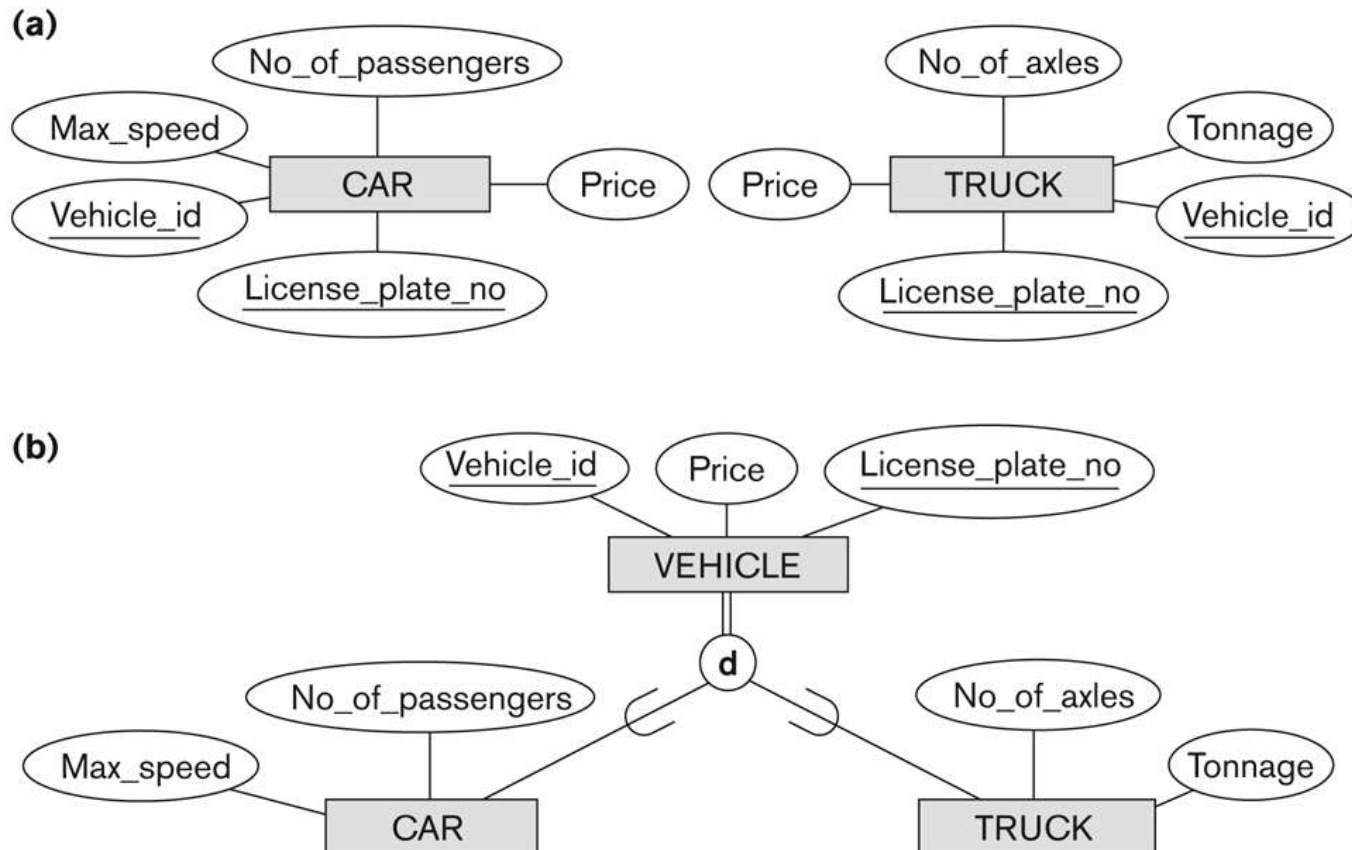 (a)
No_of_passengers
No_of_axles
Max_speed
Tonnage
CAR
Price
Price
TRUCK
Vehicle_id
Vehicle_id
License_plate_no
License_plate_no
(b)
Vehicle_id
Price
License_plate_no
VEHICLE
d
No_of_passengers
No_of_axles
Max_speed
Tonnage
CAR
TRUCK